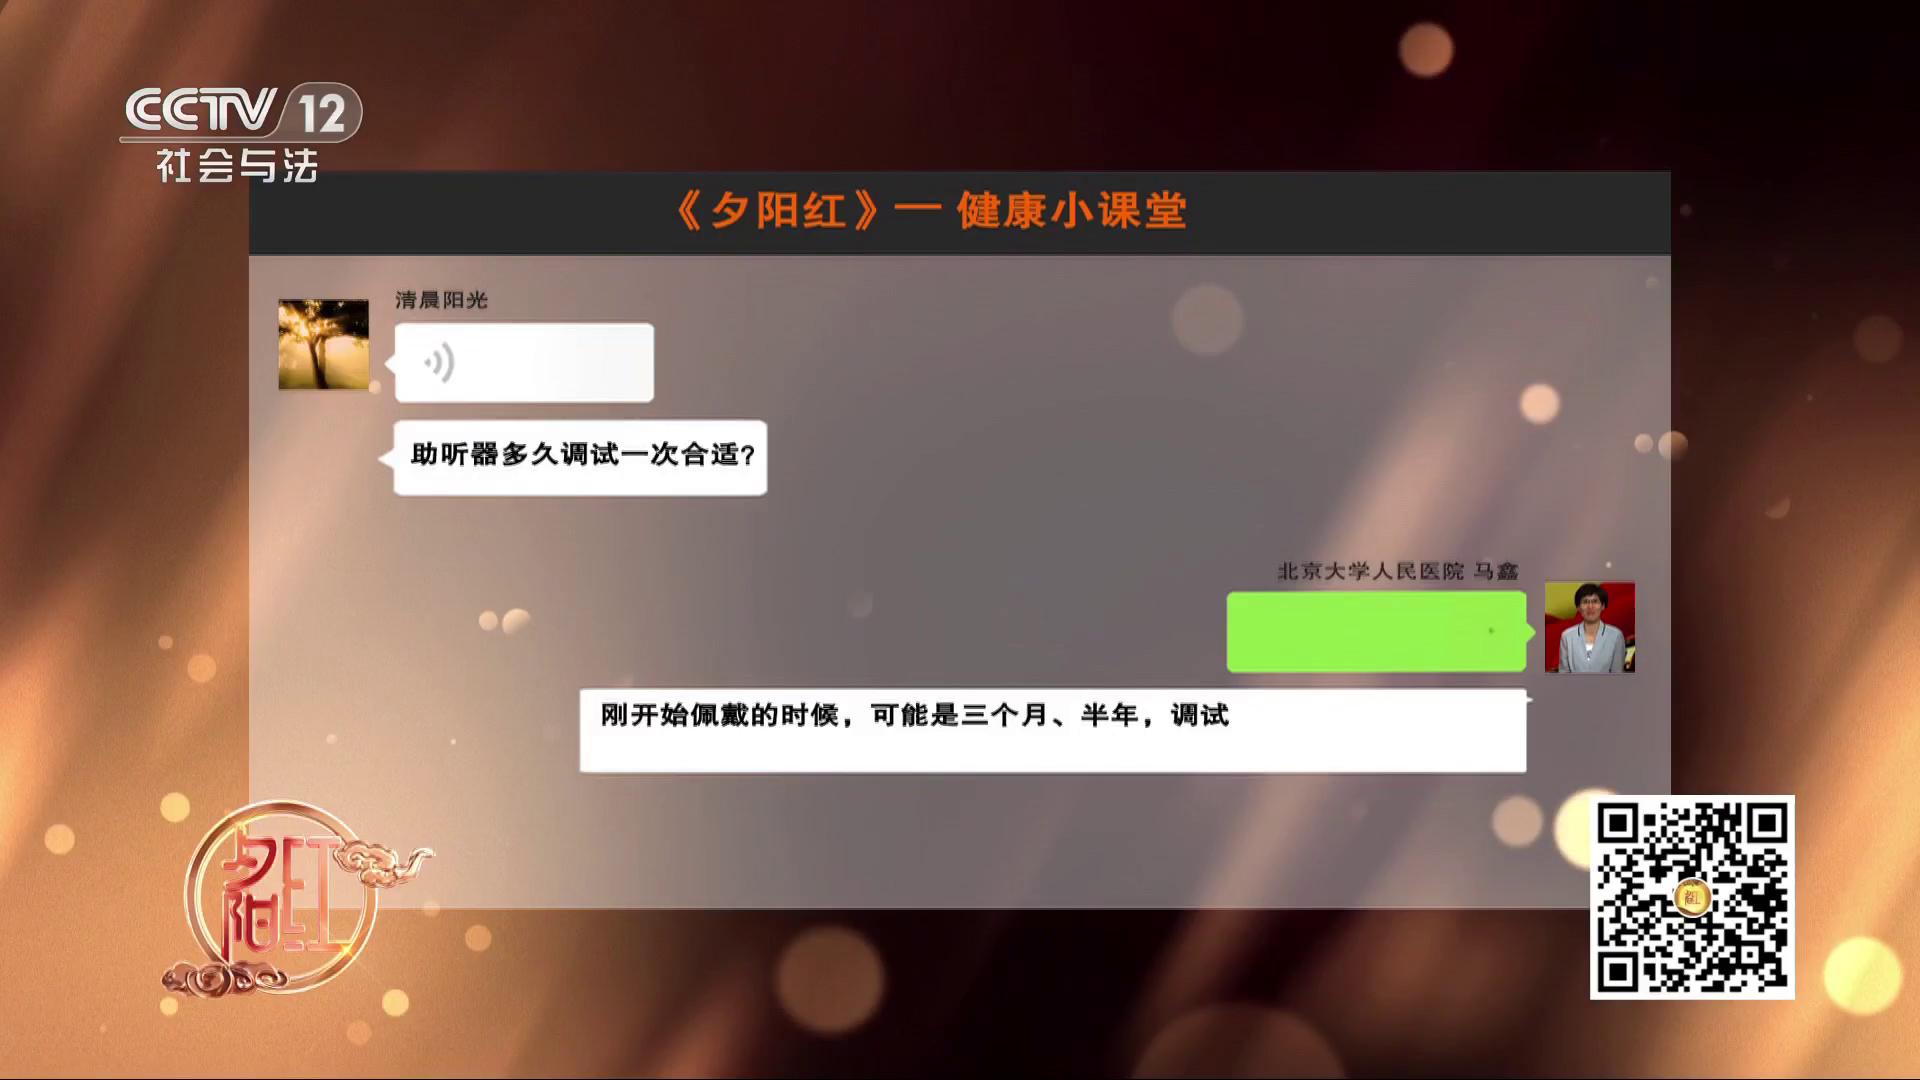 CCTV 12
社会与法
《夕阳红》— 健康小课堂
清晨阳光
助听器多久调试一次合适?
北京大学人民医院 马鑫
刚开始佩戴的时候，可能是三个月、半年，调试
夕阳红